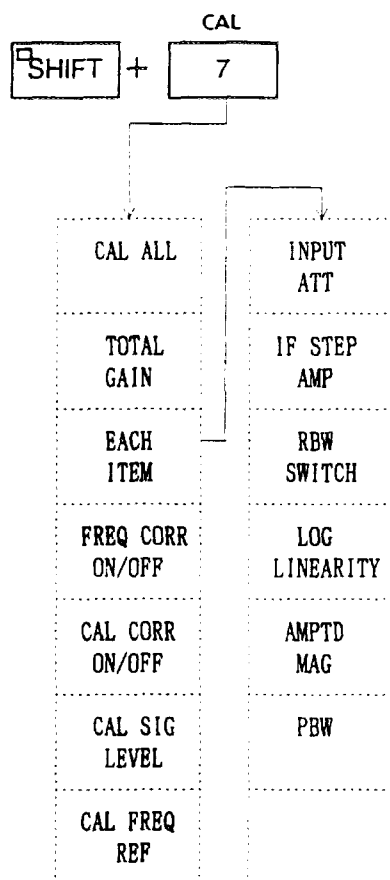 CAL
SHIFT + 7
CAL ALL
TOTAL
GAIN
EACH
ITEM
FREQ CORR
ON/OFF
CAL CORR
ON/OFF
CAL SIG
LEVEL
CAL FREQ
REF
INPUT
ATT
IF STEP
AMP
RBW
SWITCH
LOG
LINEARITY
AMPTD
MAG
PBW